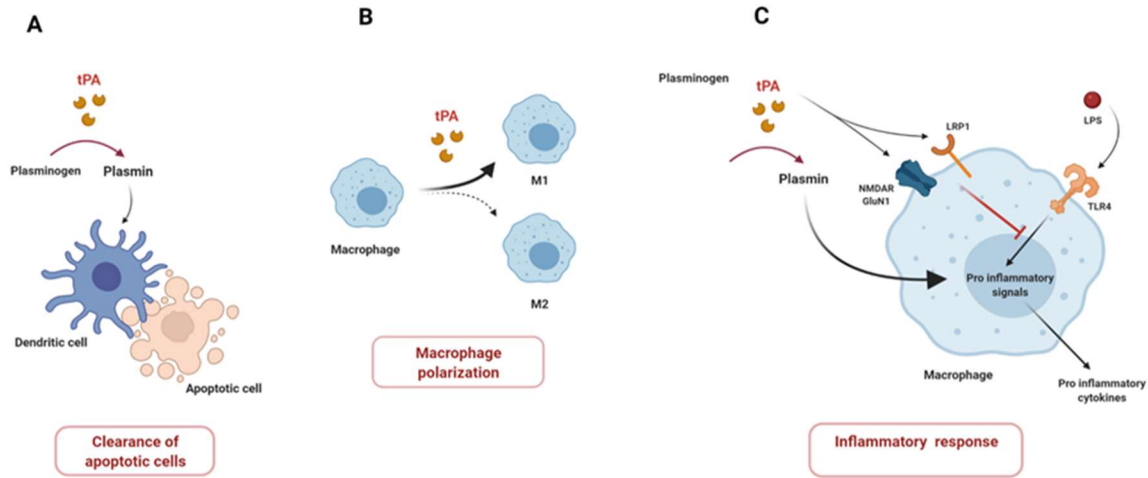 A
tPA
Plasminogen
Plasmin
Dendritic cell
Apoptotic cell
Clearance of
apoptotic cells
B
tPA
Macrophage
M1
M2
Macrophage
polarization
C
Plasminogen
tPA
Plasmin
LRP1
NMDAR
GluN1
LPS
TLR4
Pro inflammatory
signals
Macrophage
Pro inflammatory
cytokines
Inflammatory response